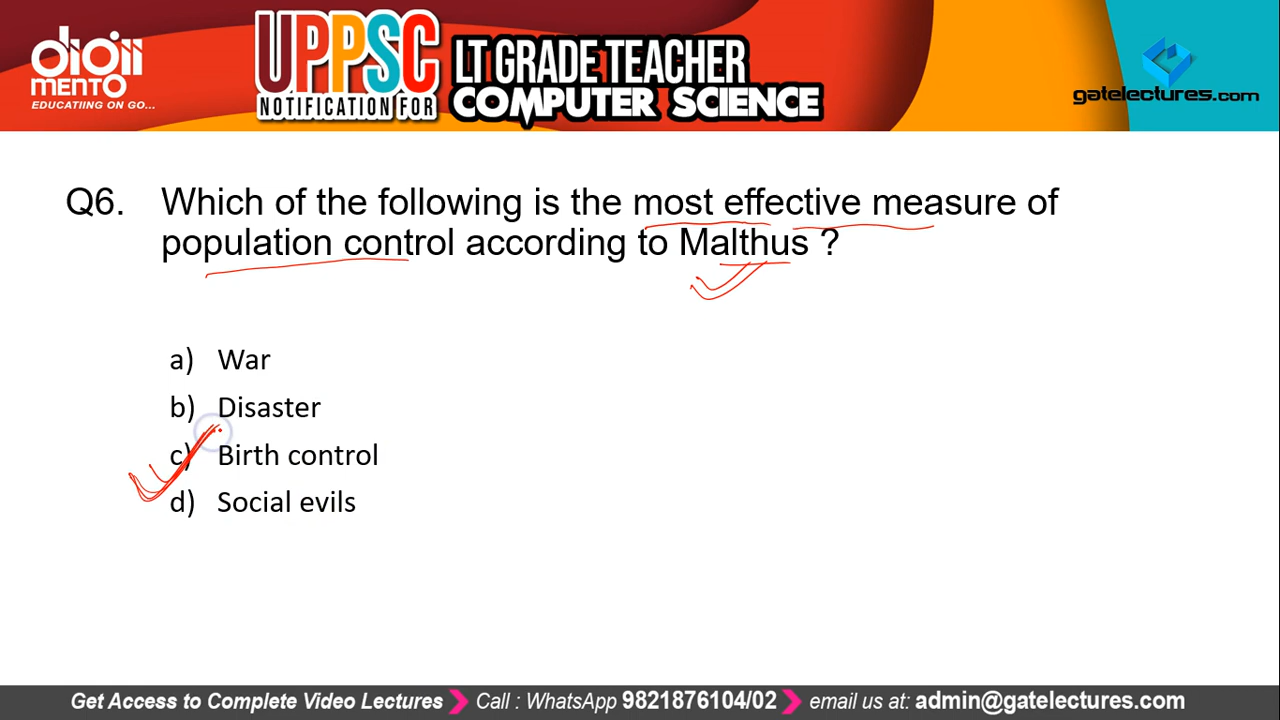 digii
MENTO
EDUCATIING ON GO...
UPPSC
NOTIFICATION FOR
LT GRADE TEACHER
COMPUTER SCIENCE
gatelectures.com
Q6. Which of the following is the most effective measure of
population control according to Malthus ?
a) War
b) Disaster
c) Birth control
d) Social evils
Get Access to Complete Video Lectures Call : WhatsApp 9821876104/02 email us at: admin@gatelectures.com